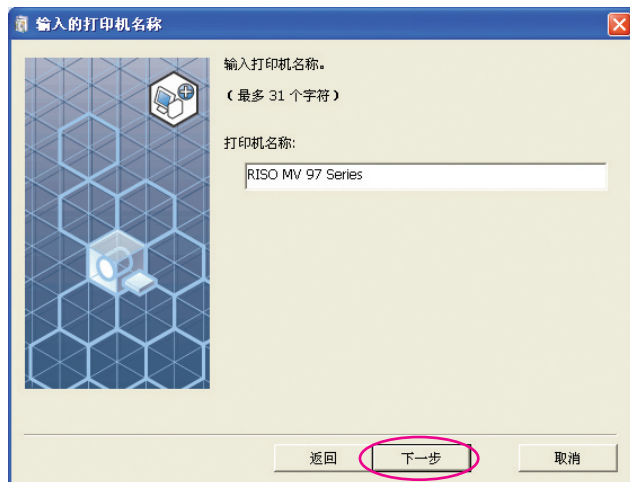 输入的打印机名称
输入打印机名称。
（最多 31 个字符）
打印机名称:
RISO MV 97 Series
返回
下一步
取消